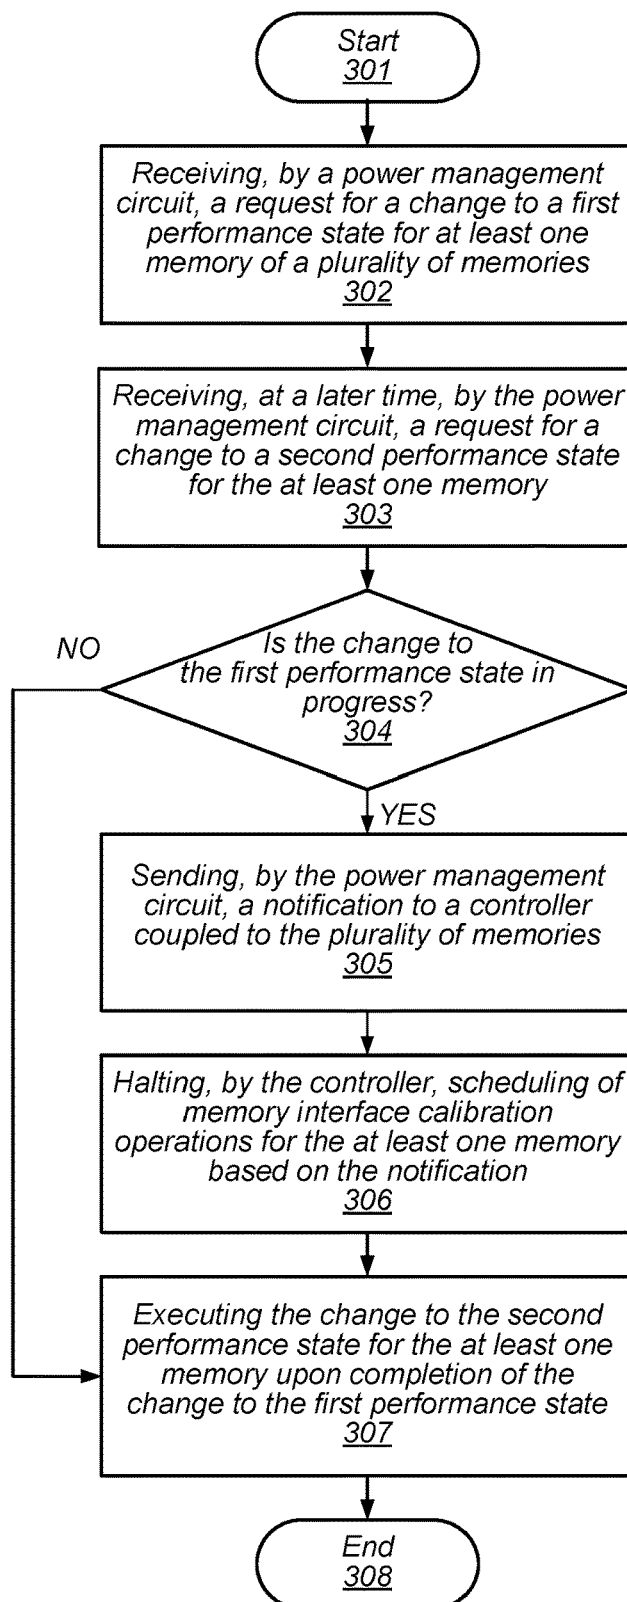 Start
301
Receiving, by a power management
circuit, a request for a change to a first
performance state for at least one
memory of a plurality of memories
302
Receiving, at a later time, by the power
management circuit, a request for a
change to a second performance state
for the at least one memory
303
NO
Is the change to
the first performance state in
progress?
304
YES
Sending, by the power management
circuit, a notification to a controller
coupled to the plurality of memories
305
Halting, by the controller, scheduling of
memory interface calibration
operations for the at least one memory
based on the notification
306
Executing the change to the second
performance state for the at least one
memory upon completion of the
change to the first performance state
307
End
308